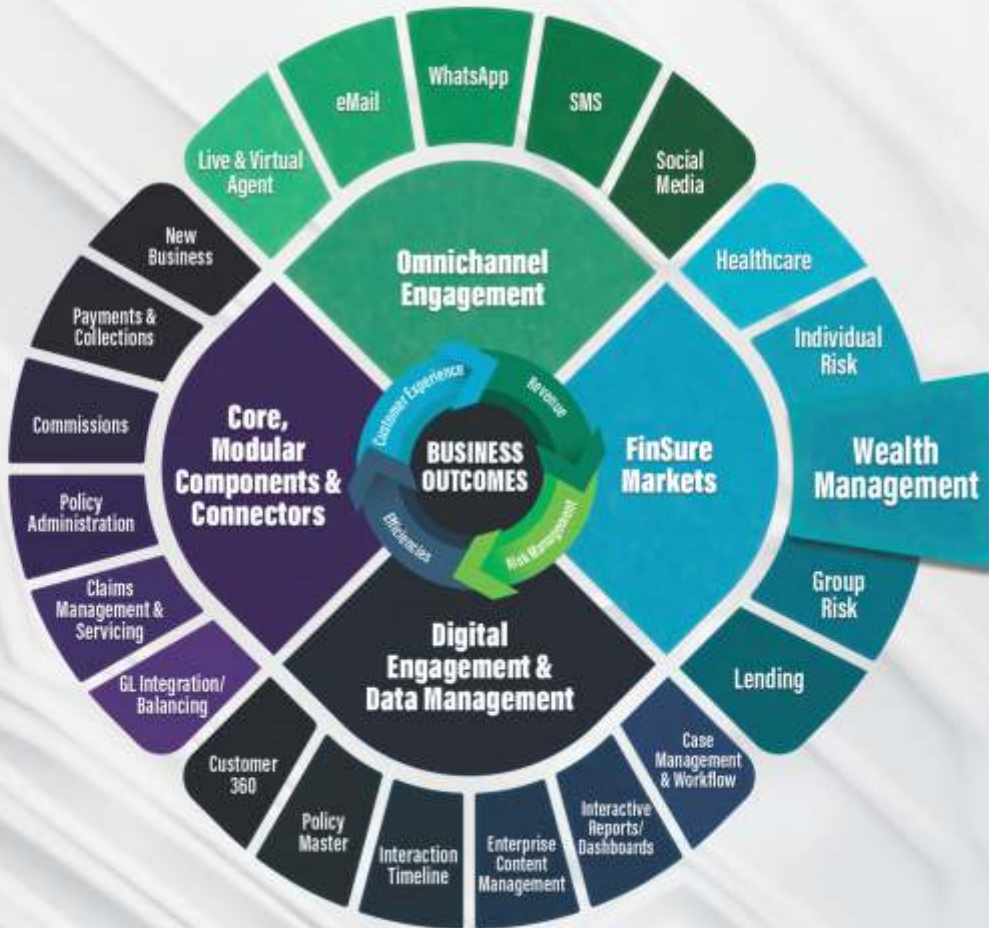 WhatsApp
eMail
SMS
Live & Virtual
Agent
Social
Media
New
Business
Healthcare
Omnichannel
Engagement
Payments &
Collections
Individual
Risk
Customer Experience
Revenue
Commissions
Core,
Modular
Components &
Connectors
BUSINESS
OUTCOMES
FinSure
Markets
Wealth
Management
Policy
Administration
Efficiencies
Risk Management
Claims
Management &
Servicing
Group
Risk
Digital
Engagement &
Data Management
GL Integration/
Balancing
Lending
Customer
360
Policy
Master
Interaction
Timeline
Enterprise
Content
Management
Interactive
Reports/
Dashboards
Case
Management
& Workflow